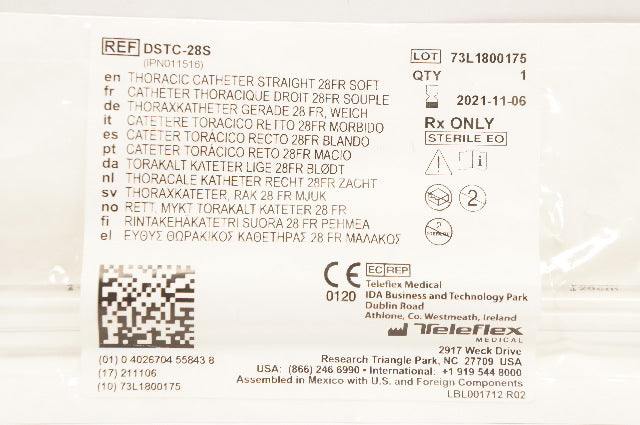 REF DSTC-28S
(IPN011516)
en THORACIC CATHETER STRAIGHT 28FR SOFT
fr CATHETER THORACIQUE DROIT 28FR SOUPLE
de THORAXKATHETER GERADE 28 FR, WEICH
it CATETERE TORACICO RETTO 28FR MORBIDO
es CATÉTER TORÁCICO RECTO 28FR BLANDO
pt CATETER TORÁCICO RETO 28FR MACIO
da TORAKALT KATETER LIGE 28FR BLØDT
nl THORACALE KATHETER RECHT 28FR ZACHT
sv THORAXKATETER, RAK 28 FR MJUK
no RETT, MYKT TORAKALT KATETER 28 FR
fi RINTAKEHÄKATETRI SUORA 28 FR PEHMEÄ
el ΕΥΘΥΣ ΘΩΡΑΚΙΚΟΣ ΚΑΘΕΤΗΡΑΣ 28 FR ΜΑΛΑΚΟΣ
LOT 73L1800175
QTY 1
2021-11-06
Rx ONLY
STERILE EO
2
2
(01) 0 4026704 55843 8
(17) 211106
(10) 73L1800175
CE 0120
EC REP
Teleflex Medical
IDA Business and Technology Park
Dublin Road
Athlone, Co. Westmeath, Ireland
Teleflex
MEDICAL
2917 Weck Drive
Research Triangle Park, NC 27709 USA
USA: (866) 246 6990 • International: +1 919 544 8000
Assembled in Mexico with U.S. and Foreign Components
LBL001712 R02